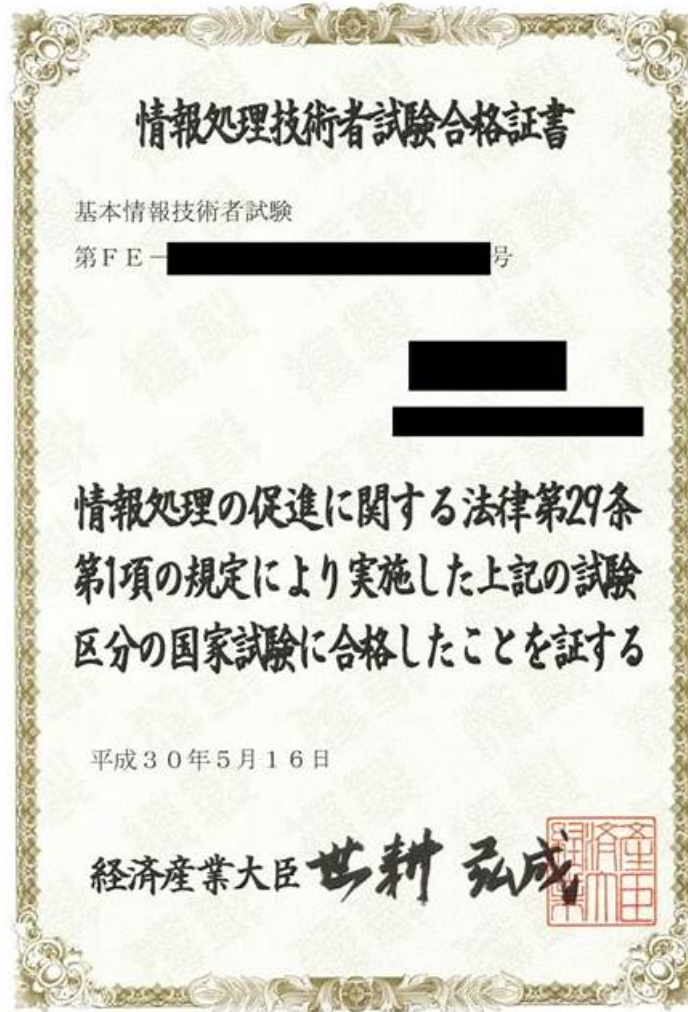 情報処理技術者試験合格証書
基本情報技術者試験
第ＦＥ－
号
情報処理の促進に関する法律第29条
第1項の規定により実施した上記の試験
区分の国家試験に合格したことを証する
平成３０年５月１６日
経済産業大臣 世耕 弘成